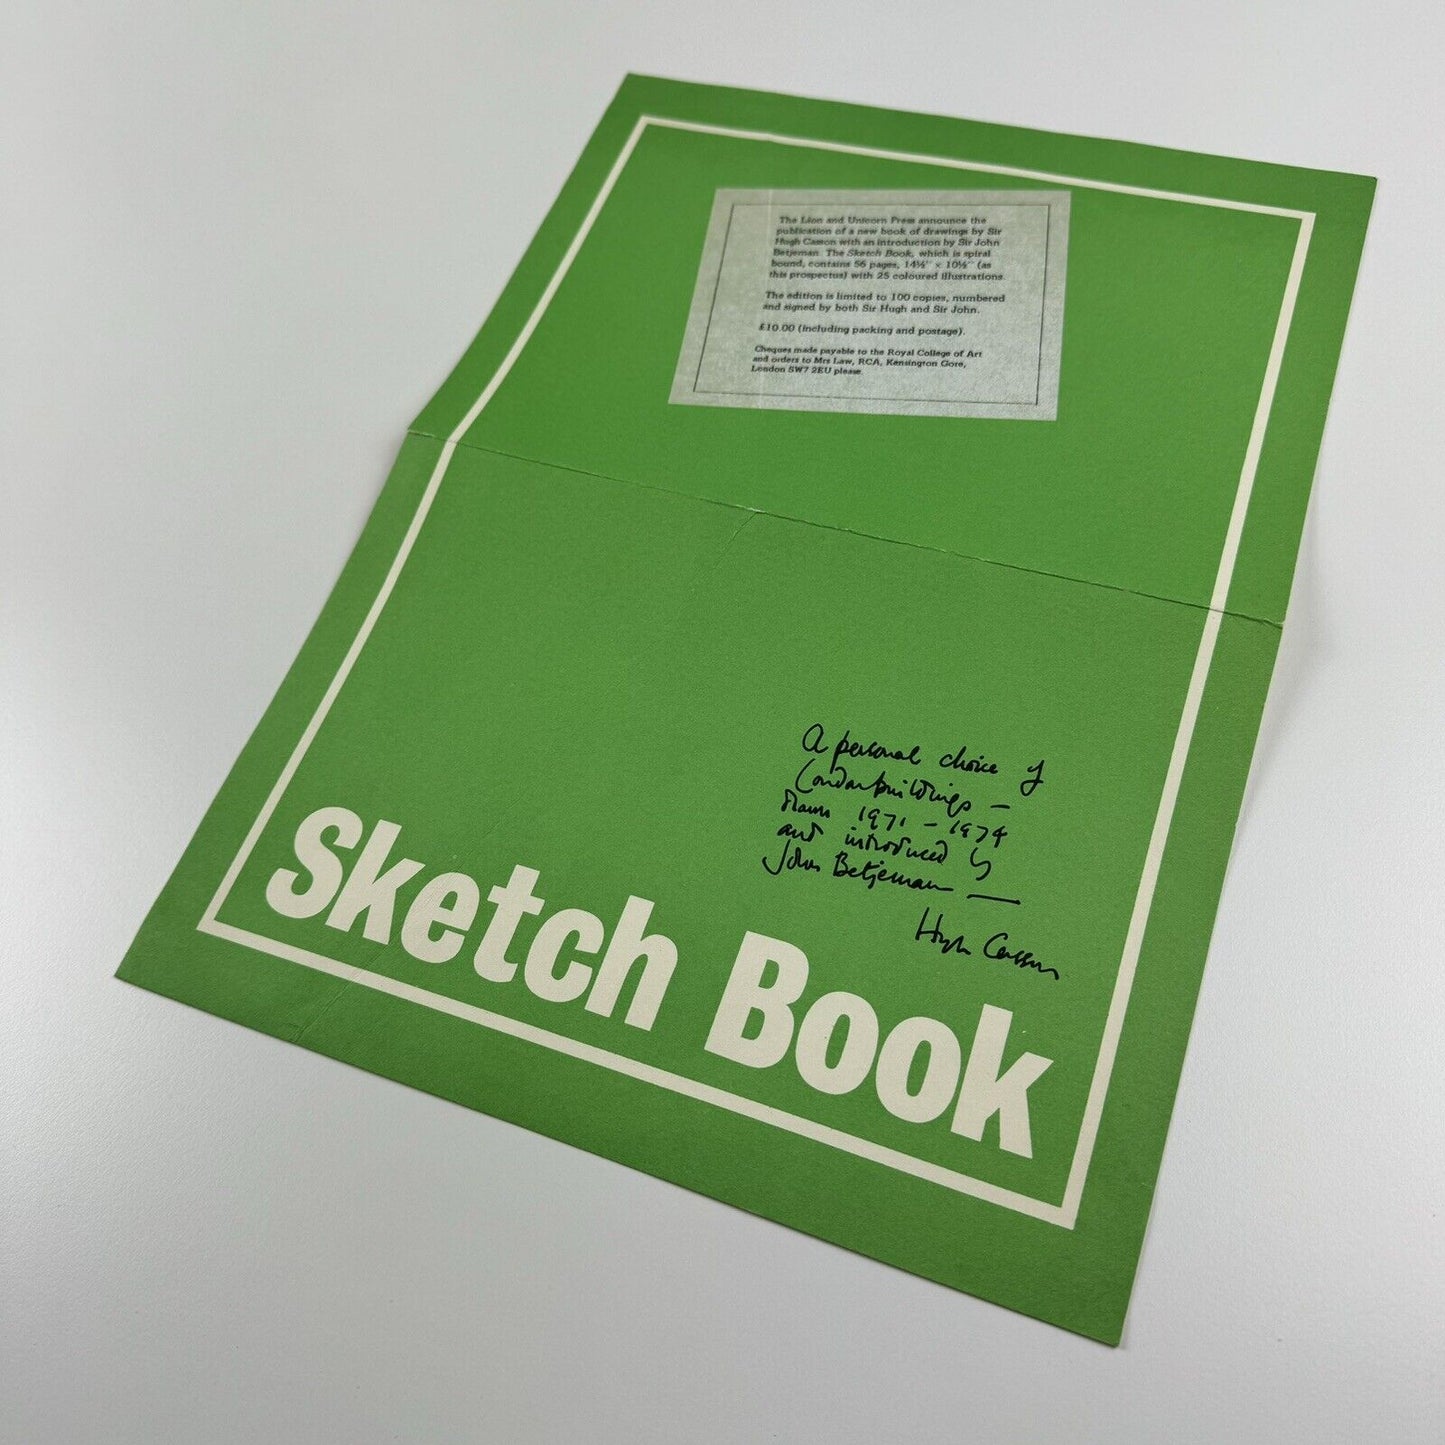 The Lion and Unicorn Press announce the
publication of a new book of drawings by Sir
Hugh Casson with an introduction by Sir John
Betjeman. The Sketch Book, which is spiral
bound, contains 56 pages, 14½" × 10½" (as
this prospectus) with 25 coloured illustrations.
The edition is limited to 100 copies, numbered
and signed by both Sir Hugh and Sir John.
£10.00 (including packing and postage).
Cheques made payable to the Royal College of Art
and orders to Mrs Law, RCA, Kensington Gore,
London SW7 2EU please.
A personal choice of
London buildings —
drawn 1971 - 1974
and introduced by
John Betjeman —
Hugh Casson
Sketch Book